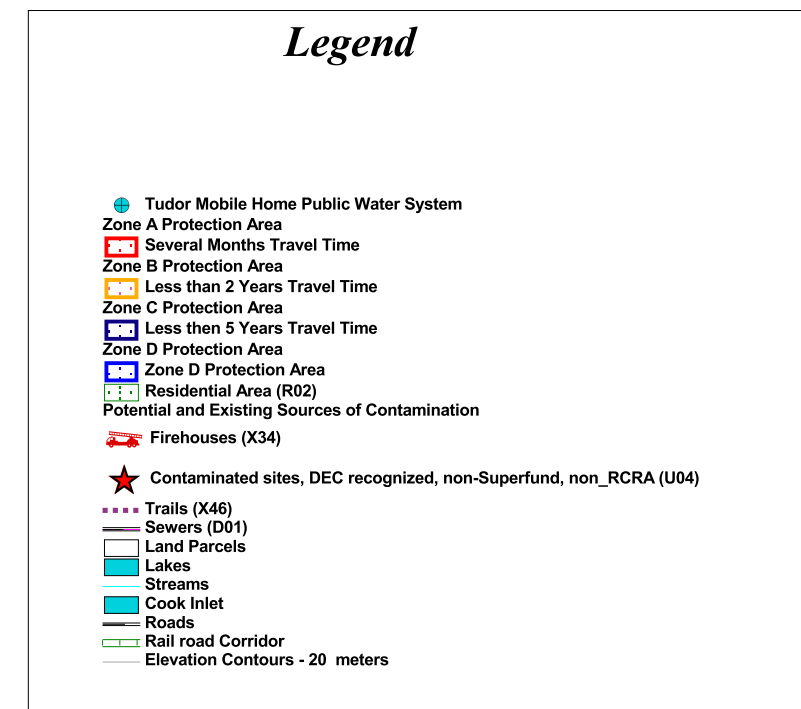 Legend
Tudor Mobile Home Public Water System
Zone A Protection Area
Several Months Travel Time
Zone B Protection Area
Less than 2 Years Travel Time
Zone C Protection Area
Less then 5 Years Travel Time
Zone D Protection Area
Zone D Protection Area
Residential Area (R02)
Potential and Existing Sources of Contamination
Firehouses (X34)
Contaminated sites, DEC recognized, non-Superfund, non_RCRA (U04)
Trails (X46)
Sewers (D01)
Land Parcels
Lakes
Streams
Cook Inlet
Roads
Rail road Corridor
Elevation Contours - 20 meters